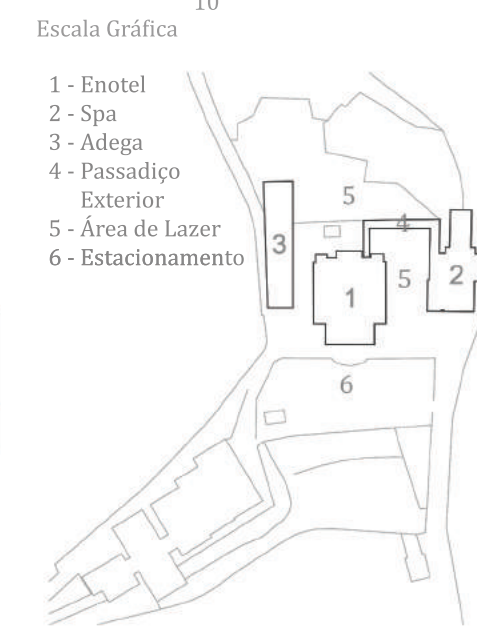 10
Escala Gráfica
1 - Enotel
2 - Spa
3 - Adega
4 - Passadiço
Exterior
5 - Área de Lazer
6 - Estacionamento
5
4
3
5
2
1
6